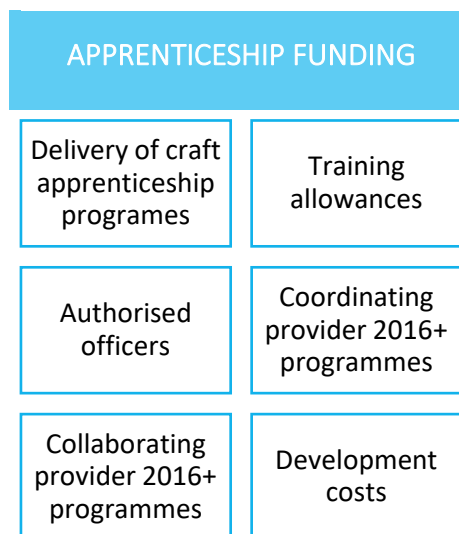 APPRENTICESHIP FUNDING
Delivery of craft
apprenticeship
programes
Training
allowances
Authorised
officers
Coordinating
provider 2016+
programmes
Collaborating
provider 2016+
programmes
Development
costs